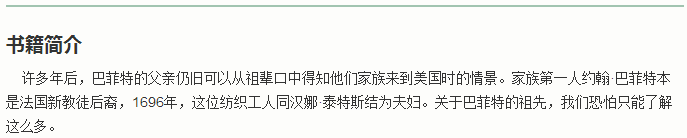 书籍简介
许多年后，巴菲特的父亲仍旧可以从祖辈口中得知他们家族来到美国时的情景。家族第一人约翰·巴菲特本
是法国新教徒后裔，1696年，这位纺织工人同汉娜·泰特斯结为夫妇。关于巴菲特的祖先，我们恐怕只能了解
这么多。